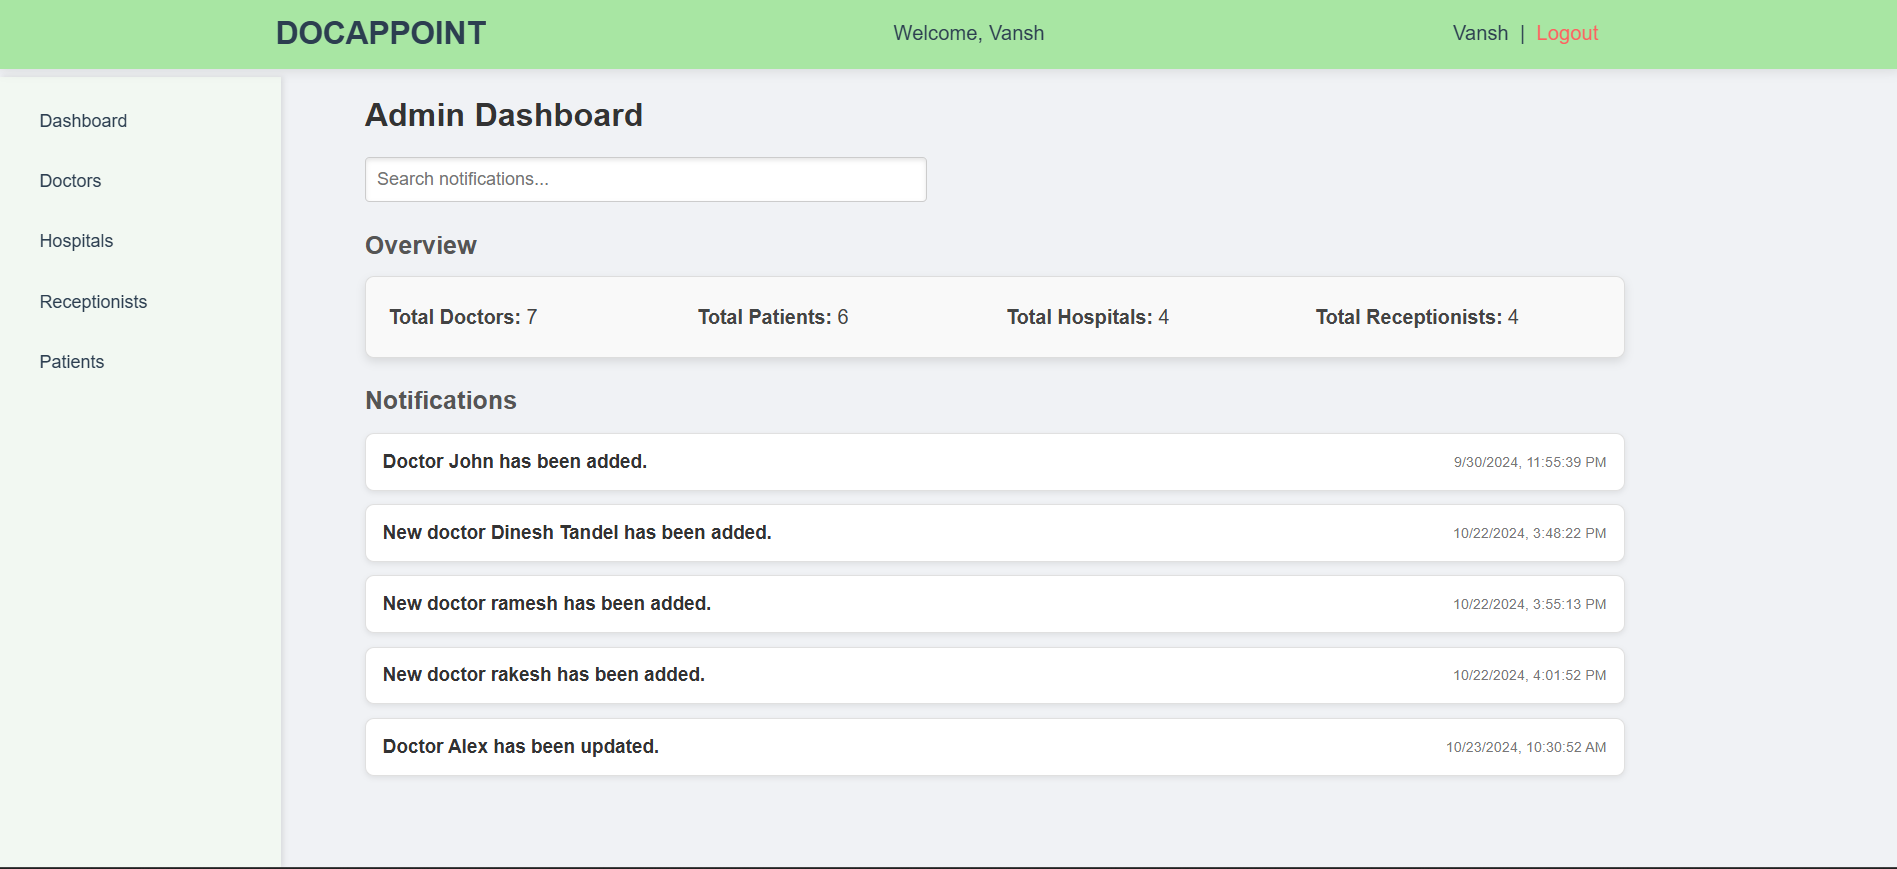 DOCAPPOINT
Welcome, Vansh
Vansh | Logout
Dashboard
Doctors
Hospitals
Receptionists
Patients
Admin Dashboard
Search notifications...
Overview
Total Doctors: 7
Total Patients: 6
Total Hospitals: 4
Total Receptionists: 4
Notifications
Doctor John has been added. 9/30/2024, 11:55:39 PM
New doctor Dinesh Tandel has been added. 10/22/2024, 3:48:22 PM
New doctor ramesh has been added. 10/22/2024, 3:55:13 PM
New doctor rakesh has been added. 10/22/2024, 4:01:52 PM
Doctor Alex has been updated. 10/23/2024, 10:30:52 AM